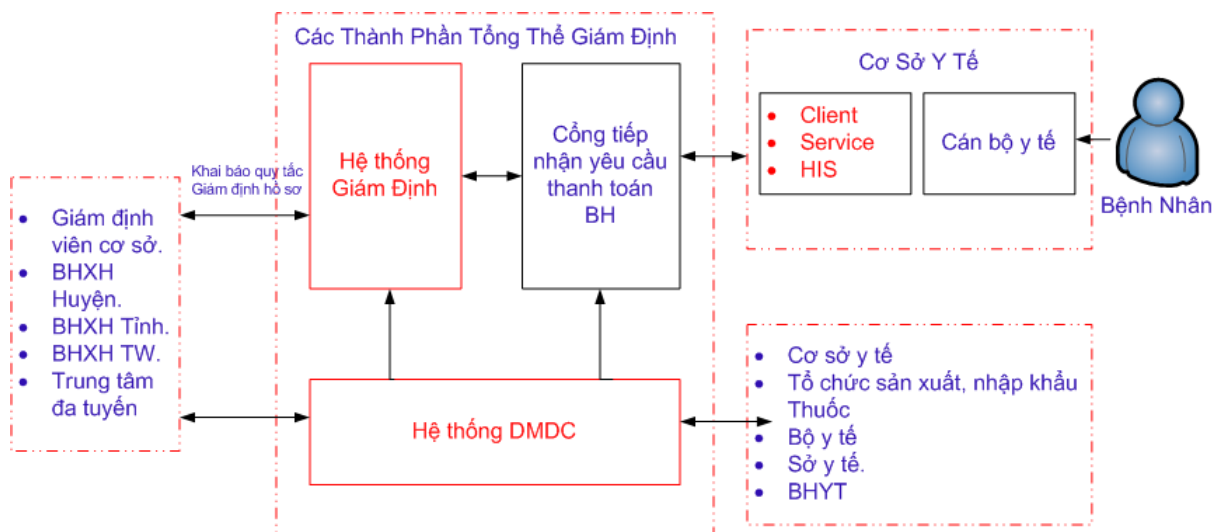 Các Thành Phần Tổng Thể Giám Định
Hệ thống
Giám Định
Cổng tiếp
nhận yêu cầu
thanh toán
BH
Cơ Sở Y Tế
• Client
• Service
• HIS
Cán bộ y tế
Bệnh Nhân
Khai báo quy tắc
Giám định hồ sơ
• Giám định
viên cơ sở.
• BHXH
Huyện.
• BHXH Tỉnh.
• BHXH TW.
• Trung tâm
đa tuyến
Hệ thống DMDC
• Cơ sở y tế
• Tổ chức sản xuất, nhập khẩu
Thuốc
• Bộ y tế
• Sở y tế.
• BHYT